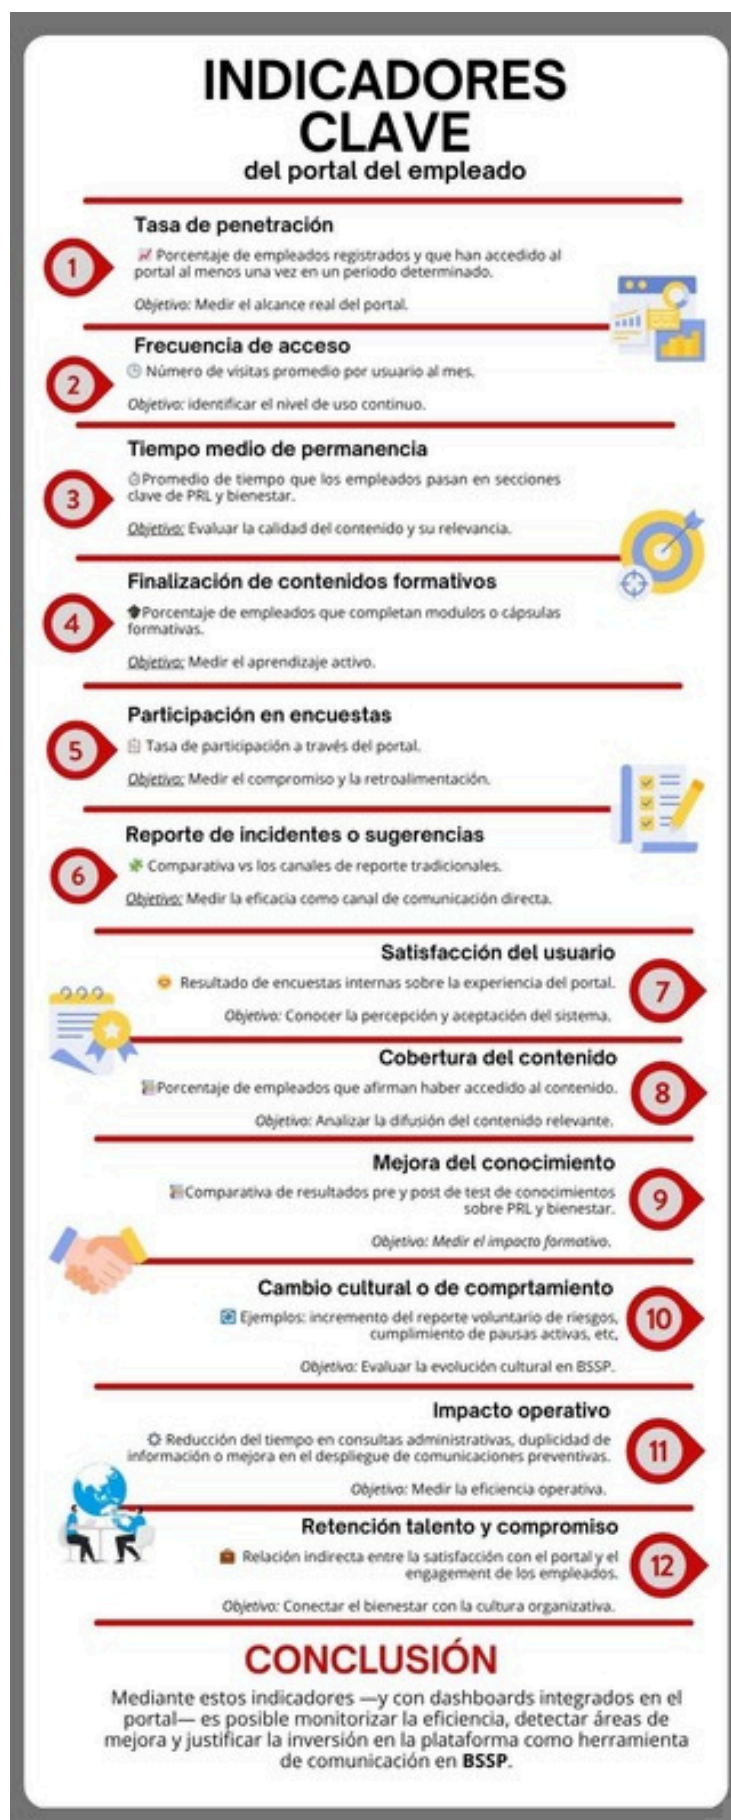 INDICADORES
CLAVE
del portal del empleado
Tasa de penetración
1
Porcentaje de empleados registrados y que han accedido al
portal al menos una vez en un periodo determinado.
Objetivo: Medir el alcance real del portal.
Frecuencia de acceso
2
Número de visitas promedio por usuario al mes.
Objetivo: identificar el nivel de uso continuo.
Tiempo medio de permanencia
3
Promedio de tiempo que los empleados pasan en secciones
clave de PRL y bienestar.
Objetivo: Evaluar la calidad del contenido y su relevancia.
Finalización de contenidos formativos
4
Porcentaje de empleados que completan modulos o cápsulas
formativas.
Objetivo: Medir el aprendizaje activo.
Participación en encuestas
5
Tasa de participación a través del portal.
Objetivo: Medir el compromiso y la retroalimentación.
Reporte de incidentes o sugerencias
6
Comparativa vs los canales de reporte tradicionales.
Objetivo: Medir la eficacia como canal de comunicación directa.
Satisfacción del usuario
7
Resultado de encuestas internas sobre la experiencia del portal.
Objetivo: Conocer la percepción y aceptación del sistema.
Cobertura del contenido
8
Porcentaje de empleados que afirman haber accedido al contenido.
Objetivo: Analizar la difusión del contenido relevante.
Mejora del conocimiento
9
Comparativa de resultados pre y post de test de conocimientos
sobre PRL y bienestar.
Objetivo: Medir el impacto formativo.
Cambio cultural o de comprtamiento
10
Ejemplos: incremento del reporte voluntario de riesgos,
cumplimiento de pausas activas, etc,
Objetivo: Evaluar la evolución cultural en BSSP.
Impacto operativo
11
Reducción del tiempo en consultas administrativas, duplicidad de
información o mejora en el despliegue de comunicaciones preventivas.
Objetivo: Medir la eficiencia operativa.
Retención talento y compromiso
12
Relación indirecta entre la satisfacción con el portal y el
engagement de los empleados.
Objetivo: Conectar el bienestar con la cultura organizativa.
CONCLUSIÓN
Mediante estos indicadores —y con dashboards integrados en el
portal— es posible monitorizar la eficiencia, detectar áreas de
mejora y justificar la inversión en la plataforma como herramienta
de comunicación en BSSP.